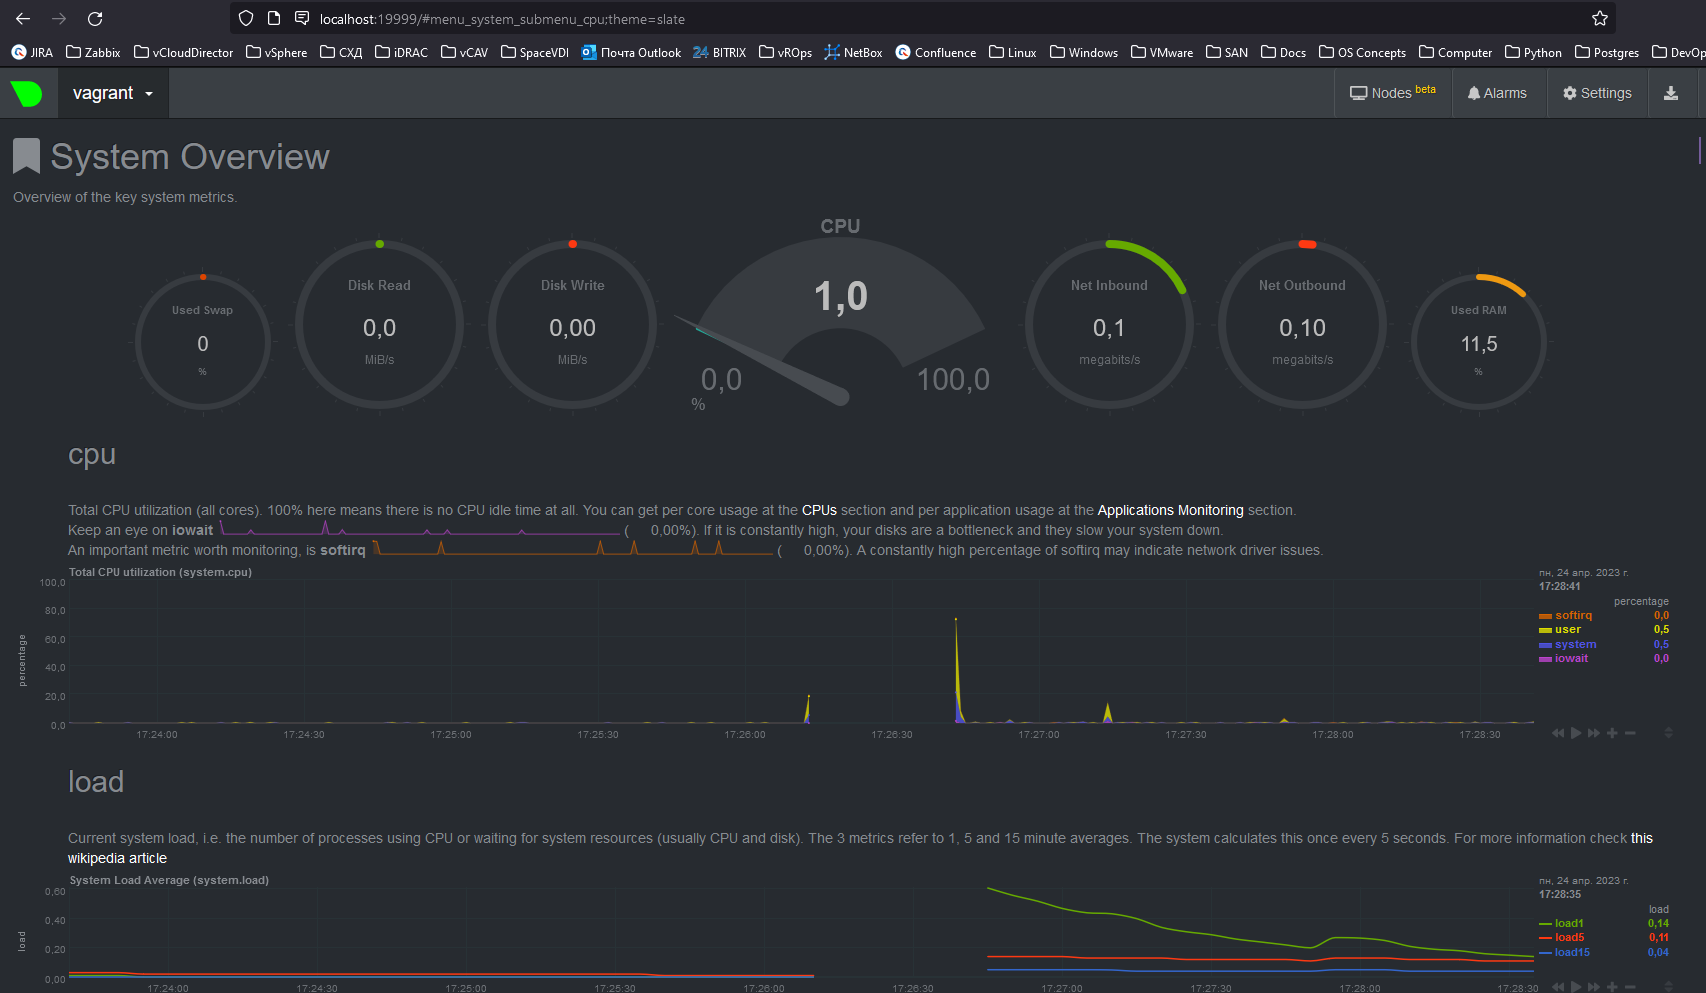 localhost:19999/#menu_system_submenu_cpu;theme=slate
JIRA Zabbix vCloudDirector vSphere СХД iDRAC vCAV SpaceVDI Почта Outlook 24 BITRIX vROps NetBox Confluence Linux Windows VMware SAN Docs OS Concepts Computer Python Postgres DevOp
vagrant Nodes beta Alarms Settings
System Overview
Overview of the key system metrics.
CPU
Used Swap
0
%
Disk Read
0,0
MiB/s
Disk Write
0,00
MiB/s
1,0
0,0 100,0
%
Net Inbound
0,1
megabits/s
Net Outbound
0,10
megabits/s
Used RAM
11,5
%
cpu
Total CPU utilization (all cores). 100% here means there is no CPU idle time at all. You can get per core usage at the CPUs section and per application usage at the Applications Monitoring section.
Keep an eye on iowait ( 0,00%). If it is constantly high, your disks are a bottleneck and they slow your system down.
An important metric worth monitoring, is softirq ( 0,00%). A constantly high percentage of softirq may indicate network driver issues.
Total CPU utilization (system.cpu)
percentage
100,0
80,0
60,0
40,0
20,0
0,0
17:24:00 17:24:30 17:25:00 17:25:30 17:26:00 17:26:30 17:27:00 17:27:30 17:28:00 17:28:30
пн, 24 апр. 2023 г.
17:28:41
percentage
softirq 0,0
user 0,5
system 0,5
iowait 0,0
load
Current system load, i.e. the number of processes using CPU or waiting for system resources (usually CPU and disk). The 3 metrics refer to 1, 5 and 15 minute averages. The system calculates this once every 5 seconds. For more information check this
wikipedia article
System Load Average (system.load)
load
0,60
0,40
0,20
0,00
17:24:00 17:24:30 17:25:00 17:25:30 17:26:00 17:26:30 17:27:00 17:27:30 17:28:00 17:28:30
пн, 24 апр. 2023 г.
17:28:35
load
load1 0,14
load5 0,11
load15 0,04